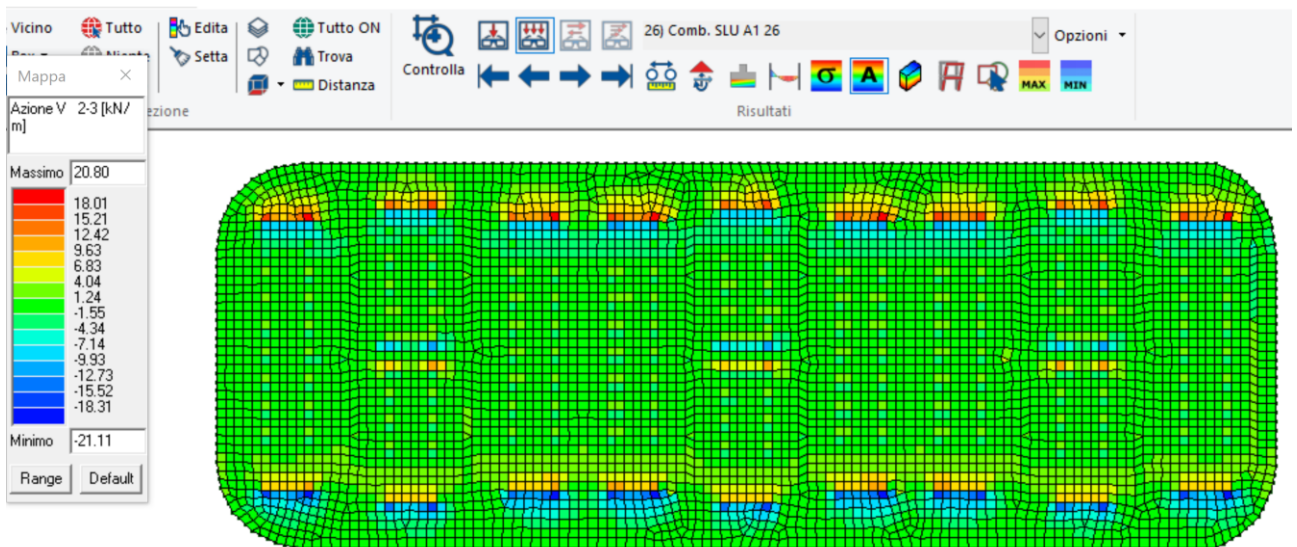 Vicino
Tutto
Edita
Tutto ON
26) Comb. SLU A1 26
Opzioni
Niente
Setta
Trova
Controlla
Distanza
MAX
MIN
ezione
Risultati
Mappa
Azione V 2-3 [kN/
m]
Massimo 20.80
18.01
15.21
12.42
9.63
6.83
4.04
1.24
-1.55
-4.34
-7.14
-9.93
-12.73
-15.52
-18.31
Minimo -21.11
Range
Default